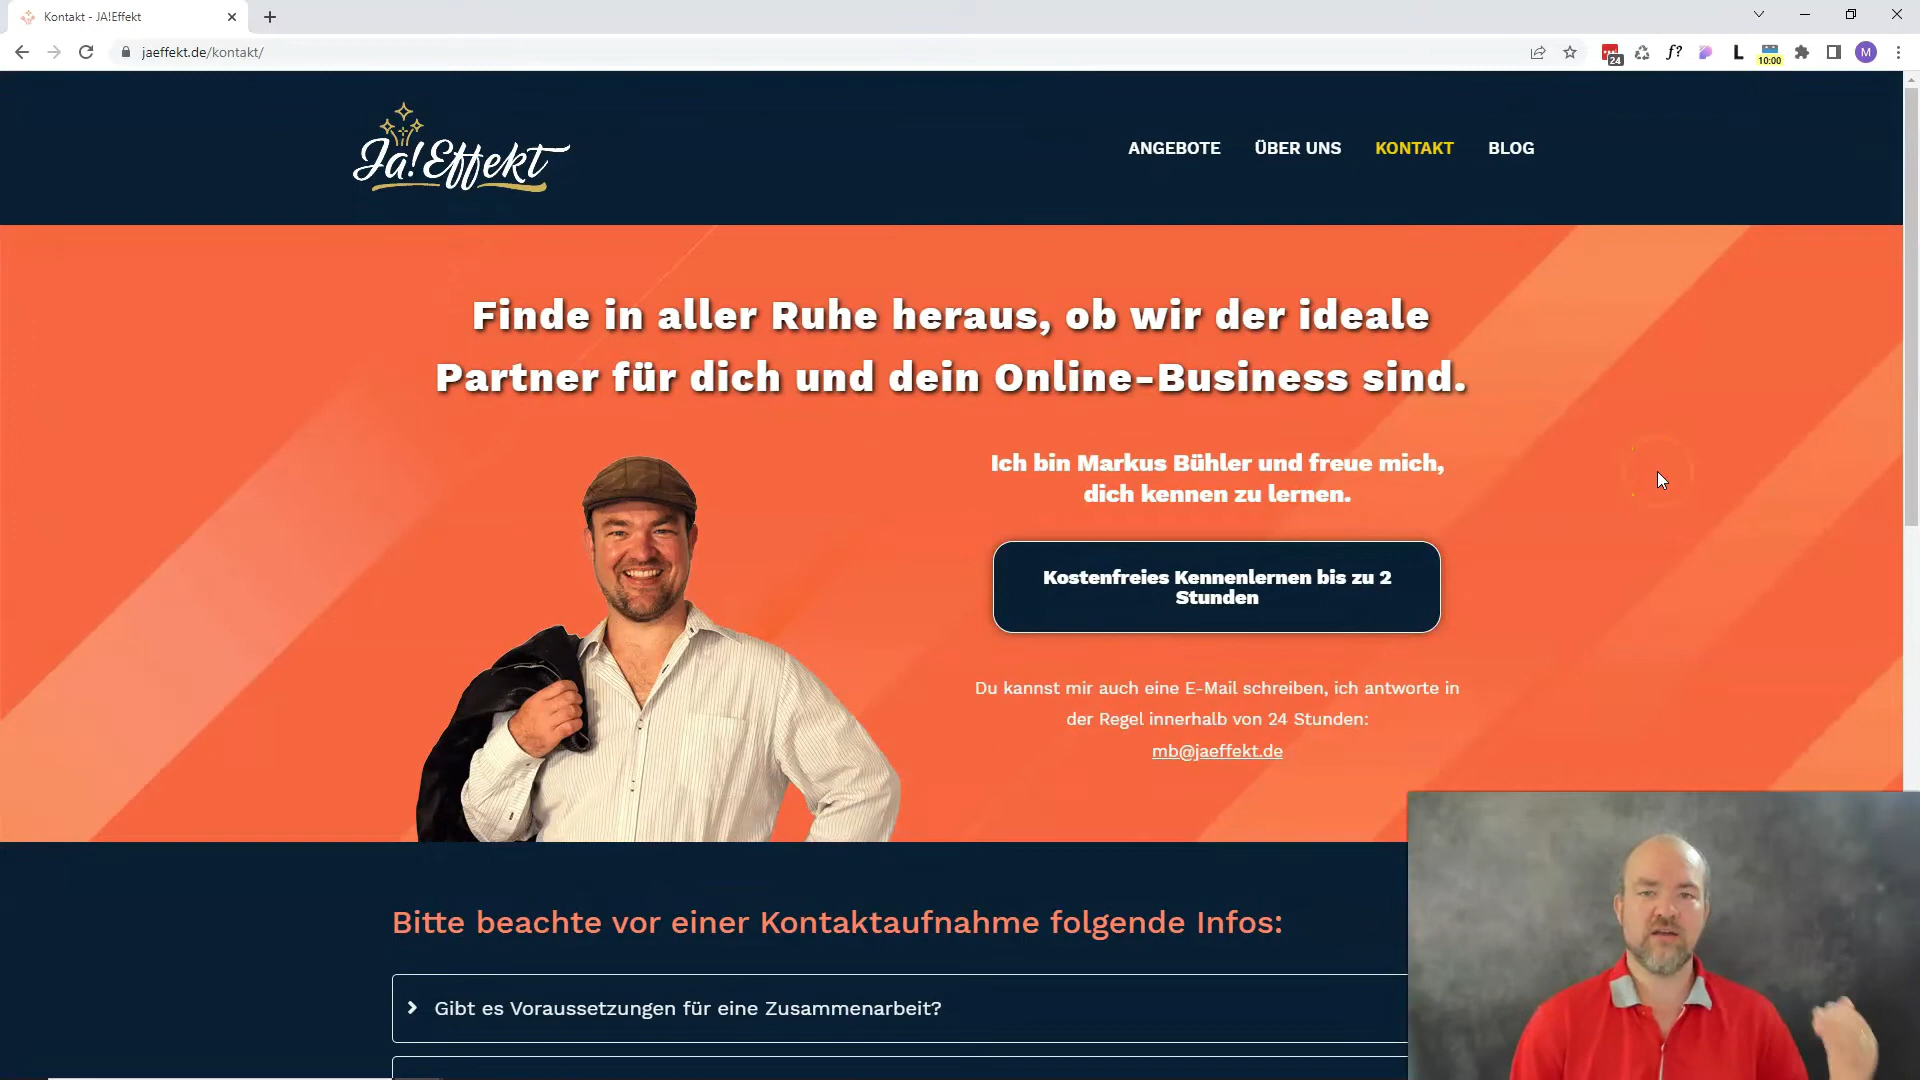 Kontakt - JA!Effekt
jaeffekt.de/kontakt/
24
f?
L
10:00
M
Ja! Effekt
ANGEBOTE ÜBER UNS KONTAKT BLOG
Finde in aller Ruhe heraus, ob wir der ideale
Partner für dich und dein Online-Business sind.
Ich bin Markus Bühler und freue mich,
dich kennen zu lernen.
Kostenfreies Kennenlernen bis zu 2
Stunden
Du kannst mir auch eine E-Mail schreiben, ich antworte in
der Regel innerhalb von 24 Stunden:
mb@jaeffekt.de
Bitte beachte vor einer Kontaktaufnahme folgende Infos:
Gibt es Voraussetzungen für eine Zusammenarbeit?